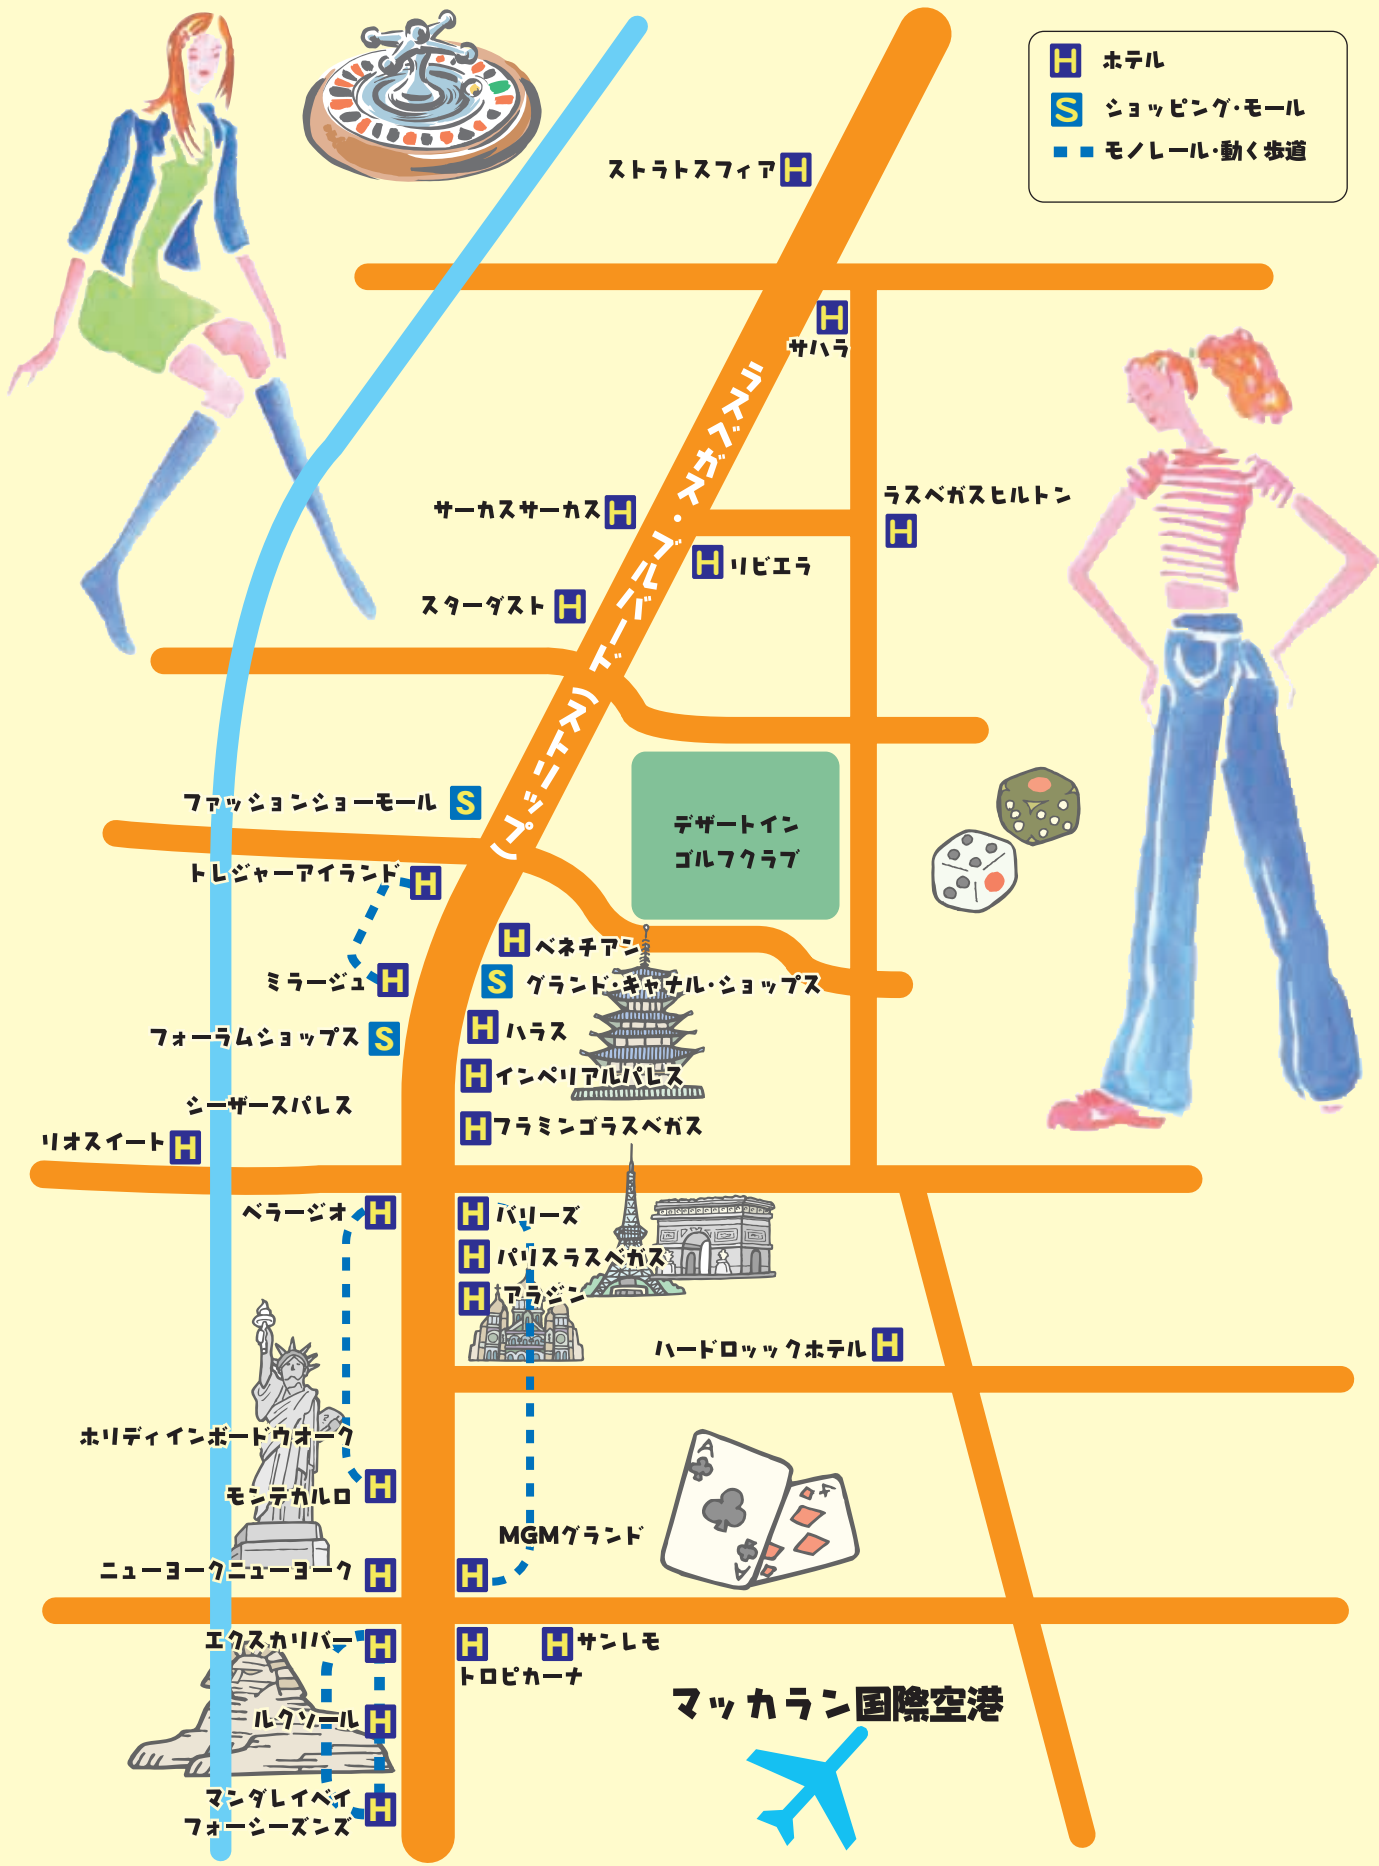 H ホテル
S ショッピング・モール
モノレール・動く歩道
ストラトスフィア H
H
サハラ
ラスベガス・ブルバード(ストリップ)
サーカスサーカス H
ラスベガスヒルトン
H
H リビエラ
スターダスト H
ファッションショーモール S
デザートイン
ゴルフクラブ
トレジャーアイランド H
H ベネチアン
ミラージュ H
S グランド・キャナル・ショップス
フォーラムショップス S
H ハラス
H インペリアルパレス
シーザースパレス
H フラミンゴラスベガス
リオスイート H
ベラージオ H
H バリーズ
H パリスラスベガス
H アラジン
ハードロックホテル H
ホリディインボードウオーク
A
4
A
モンテカルロ H
MGMグランド
H
ニューヨークニューヨーク H
エクスカリバー H
H
トロピカーナ
H サンレモ
マッカラン国際空港
ルクソール H
マンダレイベイ
フォーシーズンズ
H